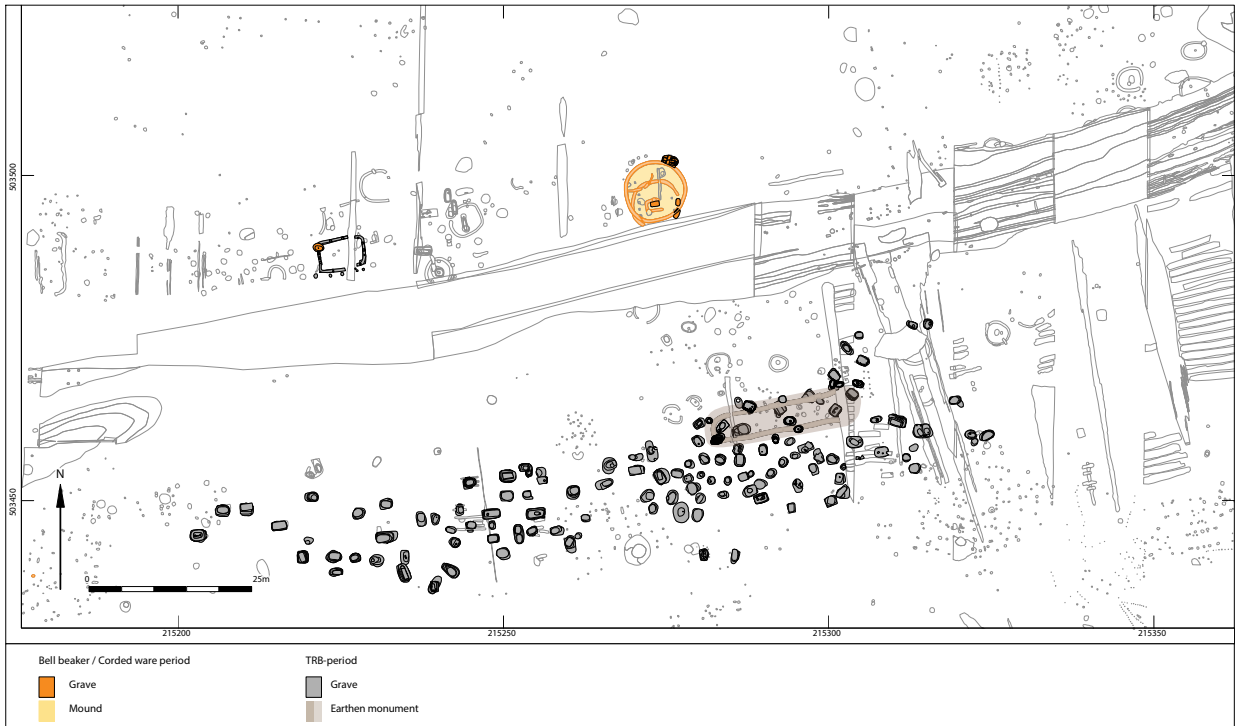 503500
503450
N
0 25m
215200 215250 215300 215350
Bell beaker / Corded ware period
Grave
Mound
TRB-period
Grave
Earthen monument